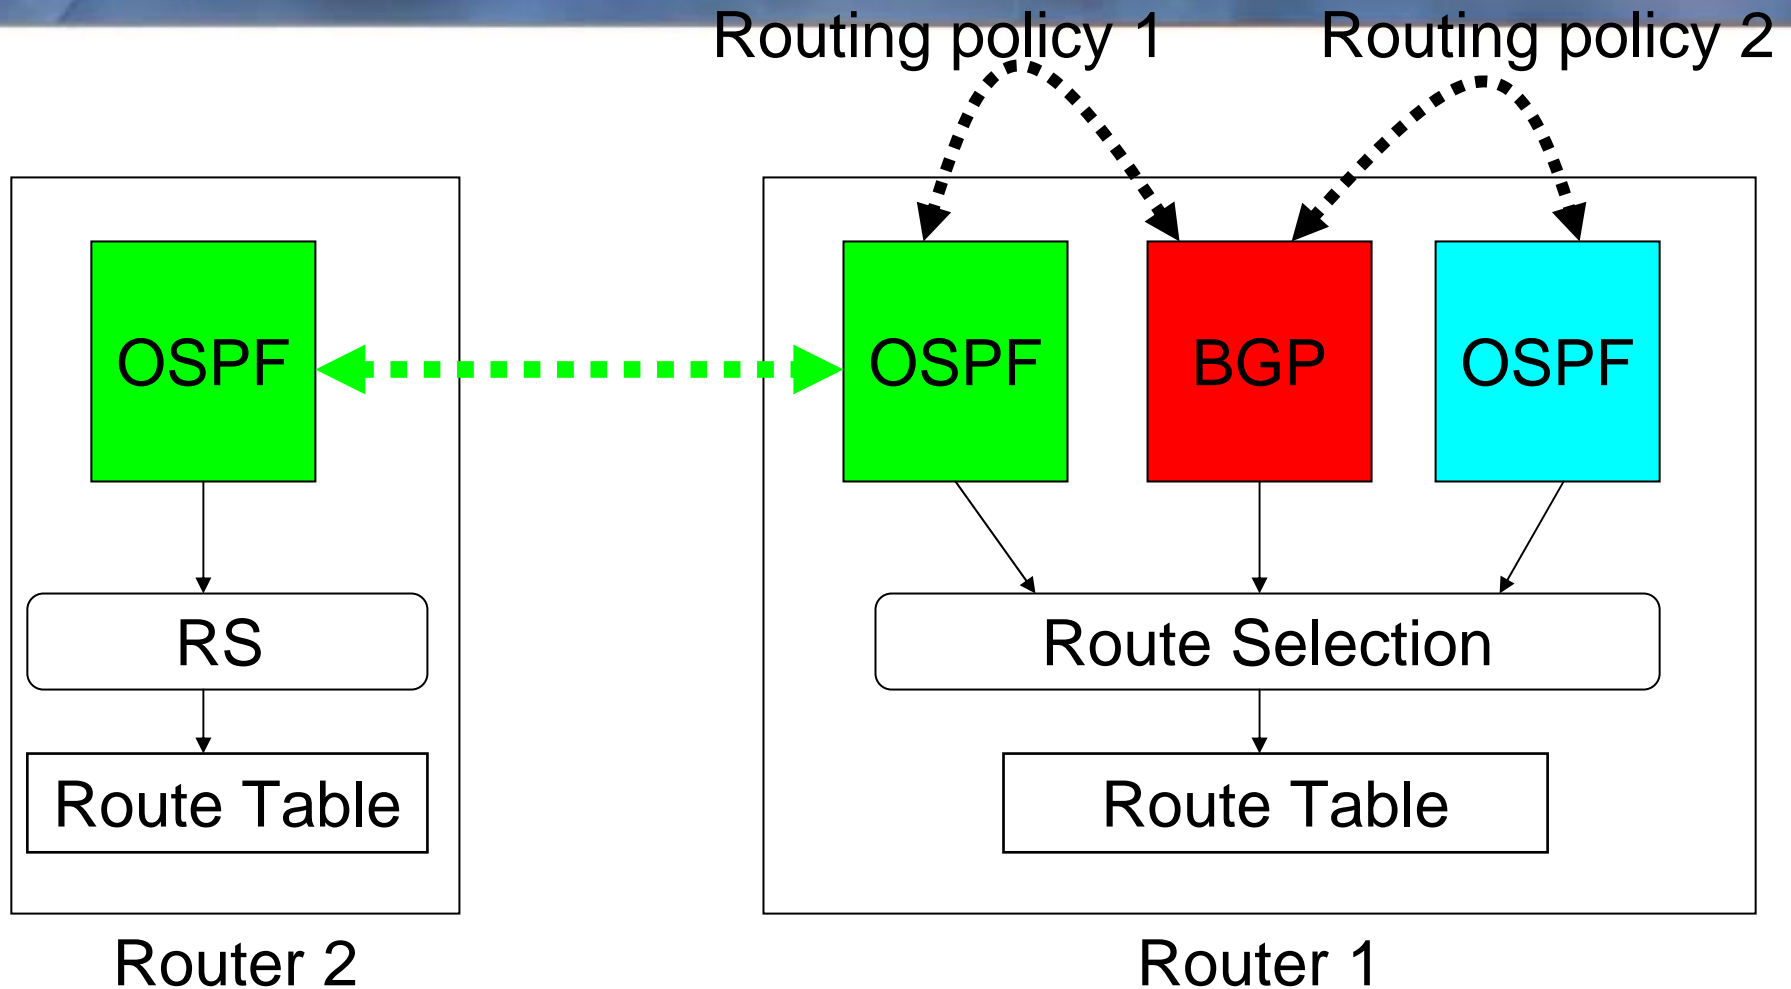 Routing policy 1
Routing policy 2
OSPF
OSPF
BGP
OSPF
RS
Route Selection
Route Table
Route Table
Router 2
Router 1